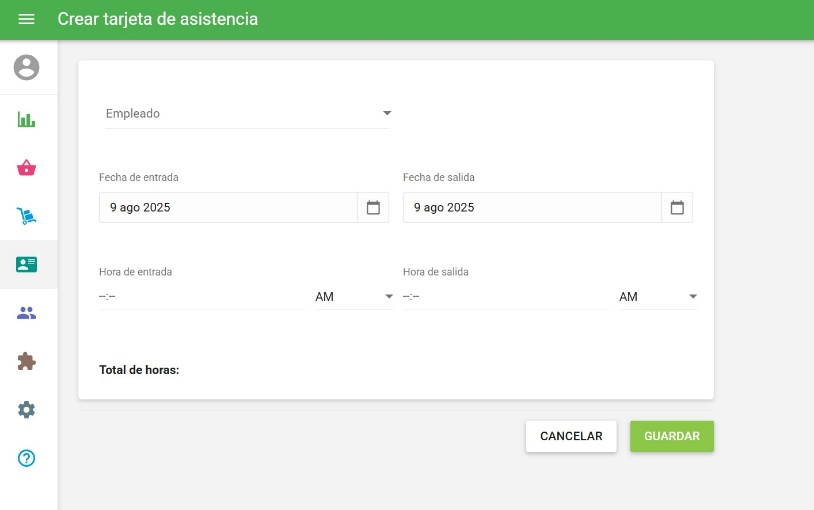 Crear tarjeta de asistencia
Empleado
Fecha de entrada Fecha de salida
9 ago 2025 9 ago 2025
Hora de entrada Hora de salida
--:-- AM --:-- AM
Total de horas:
CANCELAR GUARDAR